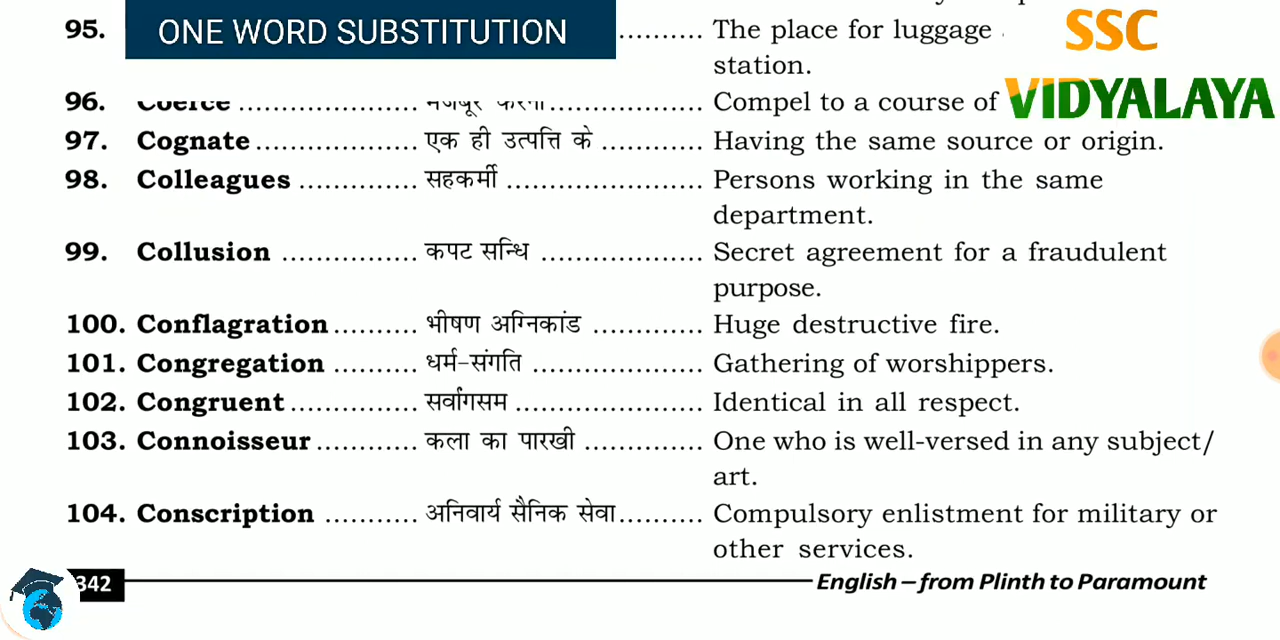 95. ONE WORD SUBSTITUTION .......... The place for luggage
station.
SSC
VIDYALAYA
96. Coerce .................... मजबूर करना................. Compel to a course of
97. Cognate.................... एक ही उत्पत्ति के ............ Having the same source or origin.
98. Colleagues .............. सहकर्मी ....................... Persons working in the same
department.
99. Collusion ................ कपट सन्धि ................... Secret agreement for a fraudulent
purpose.
100. Conflagration.......... भीषण अग्निकांड ............. Huge destructive fire.
101. Congregation .......... धर्म-संगति .................... Gathering of worshippers.
102. Congruent ............... सर्वांगसम ...................... Identical in all respect.
103. Connoisseur ............ कला का पारखी .............. One who is well-versed in any subject/
art.
104. Conscription ........... अनिवार्य सैनिक सेवा.......... Compulsory enlistment for military or
other services.
342 English – from Plinth to Paramount